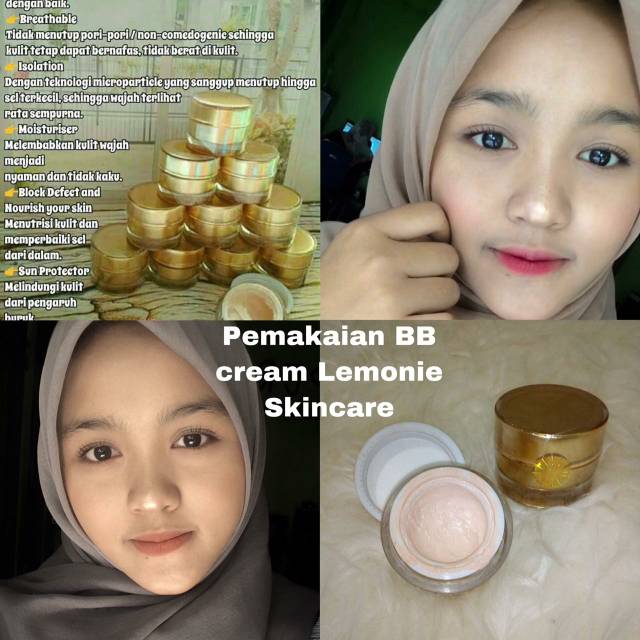 dengan baik.
👉Breathable
Tidak menutup pori-pori / non-comedogenic sehingga
kulit tetap dapat bernafas, tidak berat di kulit.
👉Isolation
Dengan teknologi microparticle yang sanggup menutup hingga
sel terkecil, sehingga wajah terlihat
rata sempurna.
👉Moisturiser
Melembabkan kulit wajah
menjadi
nyaman dan tidak kaku.
👉Block Defect and
Nourish your skin
Menutrisi kulit dan
memperbaiki sel
dari dalam.
👉Sun Protector
Melindungi kulit
dari pengaruh
buruk
Pemakaian BB
cream Lemonie
Skincare